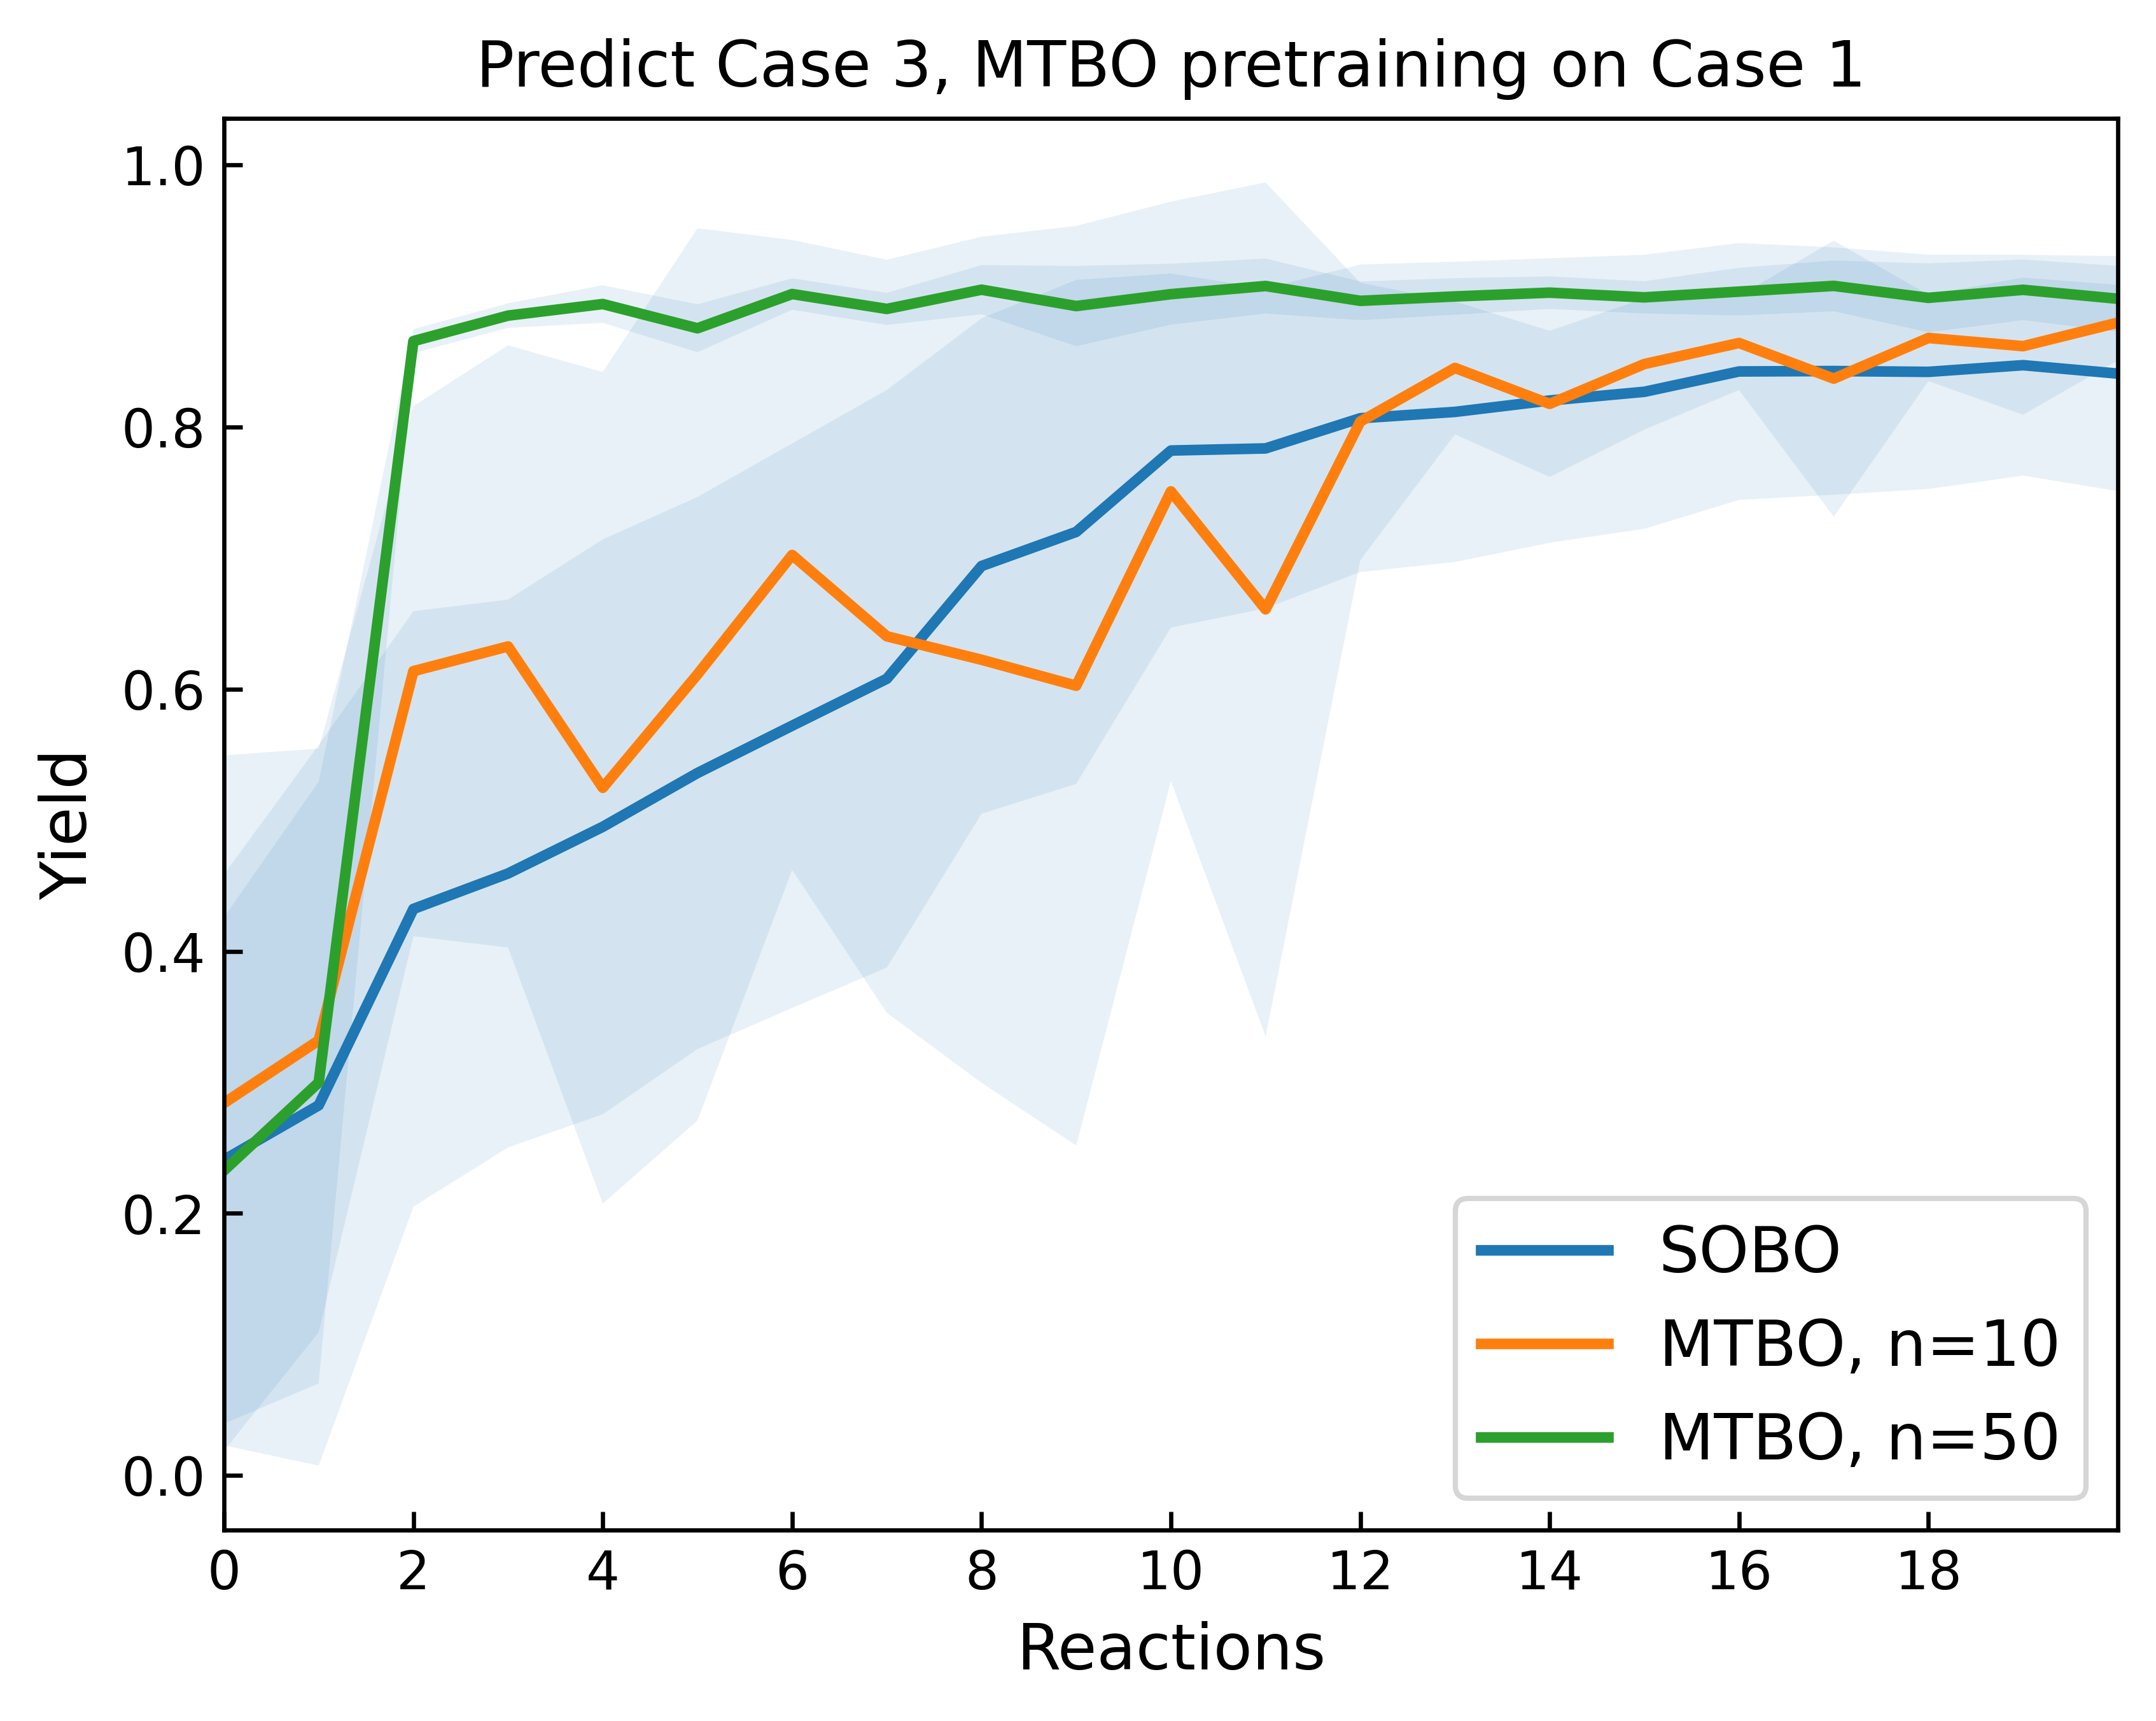 Predict Case 3, MTBO pretraining on Case 1
1.0
0.8
0.6
0.4
0.2
0.0
Yield
0 2 4 6 8 10 12 14 16 18
Reactions
SOBO
MTBO, n=10
MTBO, n=50